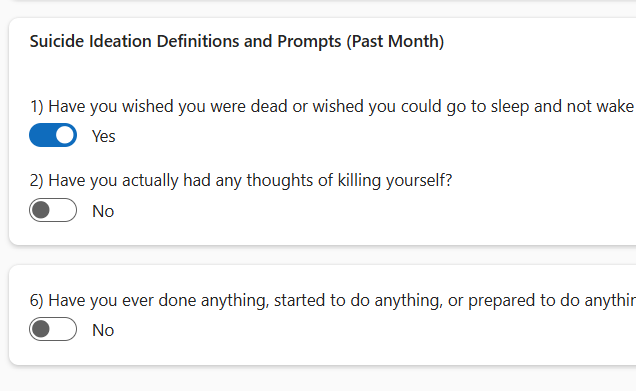 Suicide Ideation Definitions and Prompts (Past Month)
1) Have you wished you were dead or wished you could go to sleep and not wake
Yes
2) Have you actually had any thoughts of killing yourself?
No
6) Have you ever done anything, started to do anything, or prepared to do
No